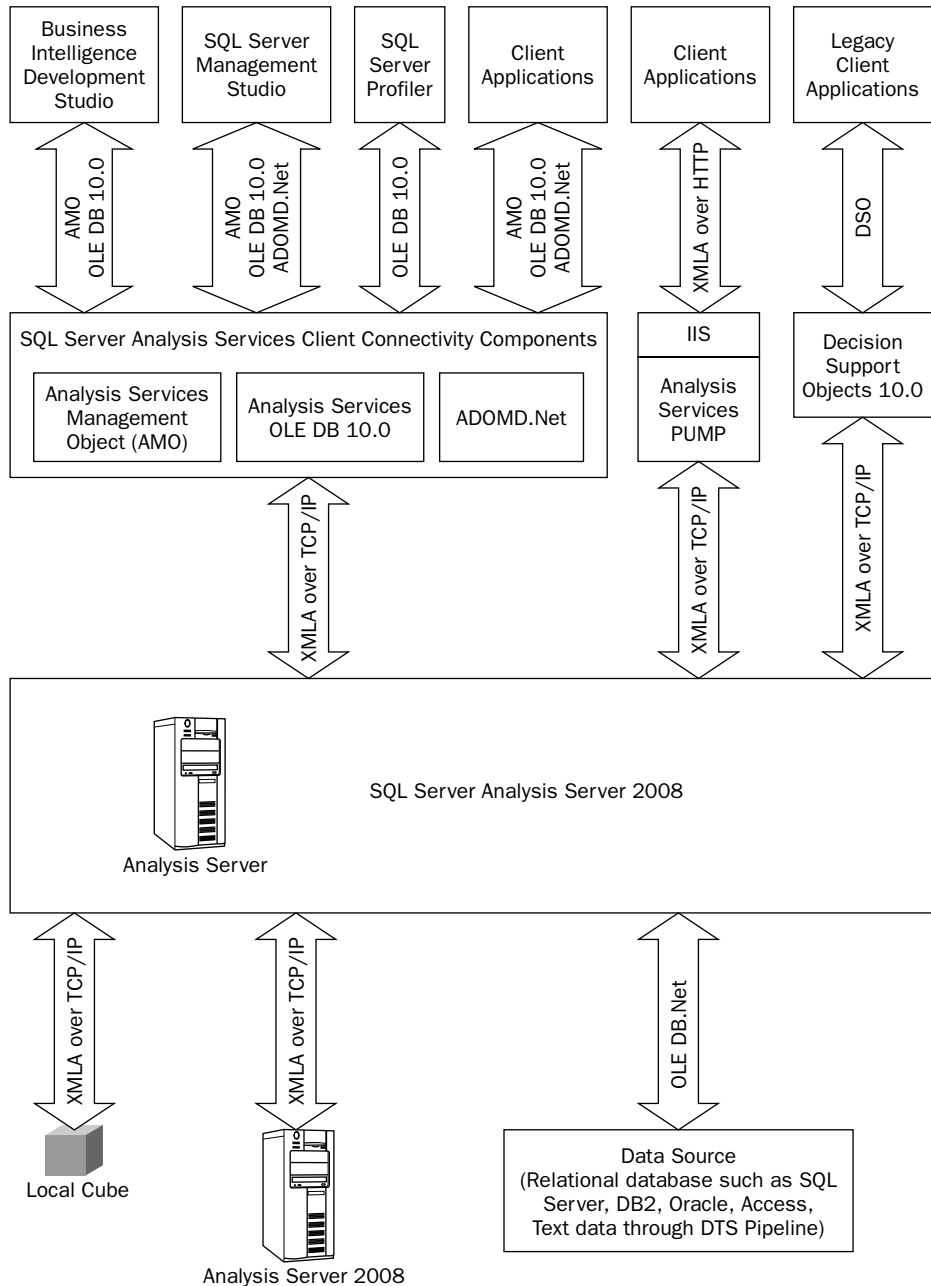 Business
Intelligence
Development
Studio
SQL Server
Management
Studio
SQL
Server
Profiler
Client
Applications
Client
Applications
Legacy
Client
Applications
AMO
OLE DB 10.0
AMO
OLE DB 10.0
ADOMD.Net
OLE DB 10.0
AMO
OLE DB 10.0
ADOMD.Net
XMLA over HTTP
DSO
SQL Server Analysis Services Client Connectivity Components
Analysis Services
Management
Object (AMO)
Analysis Services
OLE DB 10.0
ADOMD.Net
IIS
Analysis
Services
PUMP
Decision
Support
Objects 10.0
XMLA over TCP/IP
XMLA over TCP/IP
XMLA over TCP/IP
SQL Server Analysis Server 2008
Analysis Server
XMLA over TCP/IP
XMLA over TCP/IP
OLE DB.Net
Local Cube
Analysis Server 2008
Data Source
(Relational database such as SQL
Server, DB2, Oracle, Access,
Text data through DTS Pipeline)